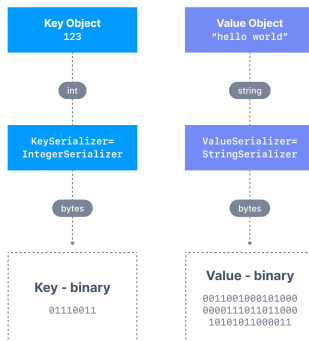 Key Object
123
int
KeySerializer=
IntegerSerializer
bytes
Key - binary
01110011
Value Object
“hello world”
string
ValueSerializer=
StringSerializer
bytes
Value - binary
0011001000101000
0000111011011000
10101011000011